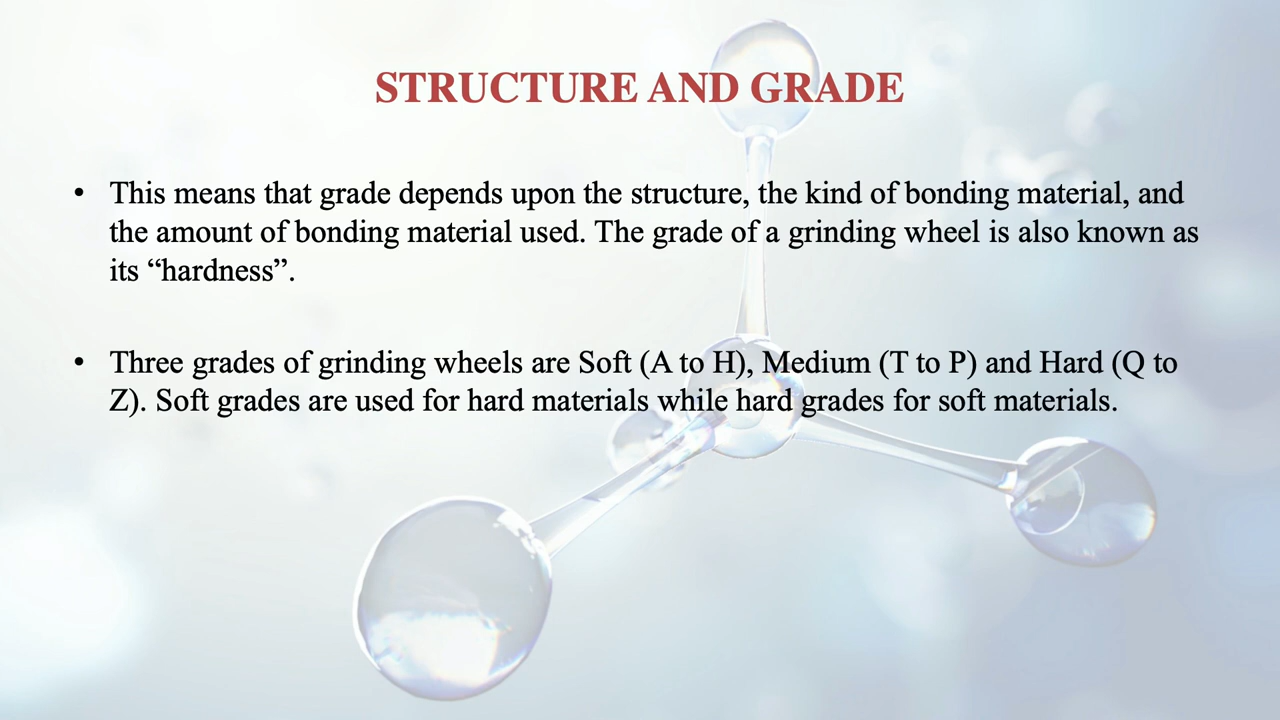 STRUCTURE AND GRADE
• This means that grade depends upon the structure, the kind of bonding material, and
the amount of bonding material used. The grade of a grinding wheel is also known as
its “hardness”.
• Three grades of grinding wheels are Soft (A to H), Medium (T to P) and Hard (Q to
Z). Soft grades are used for hard materials while hard grades for soft materials.